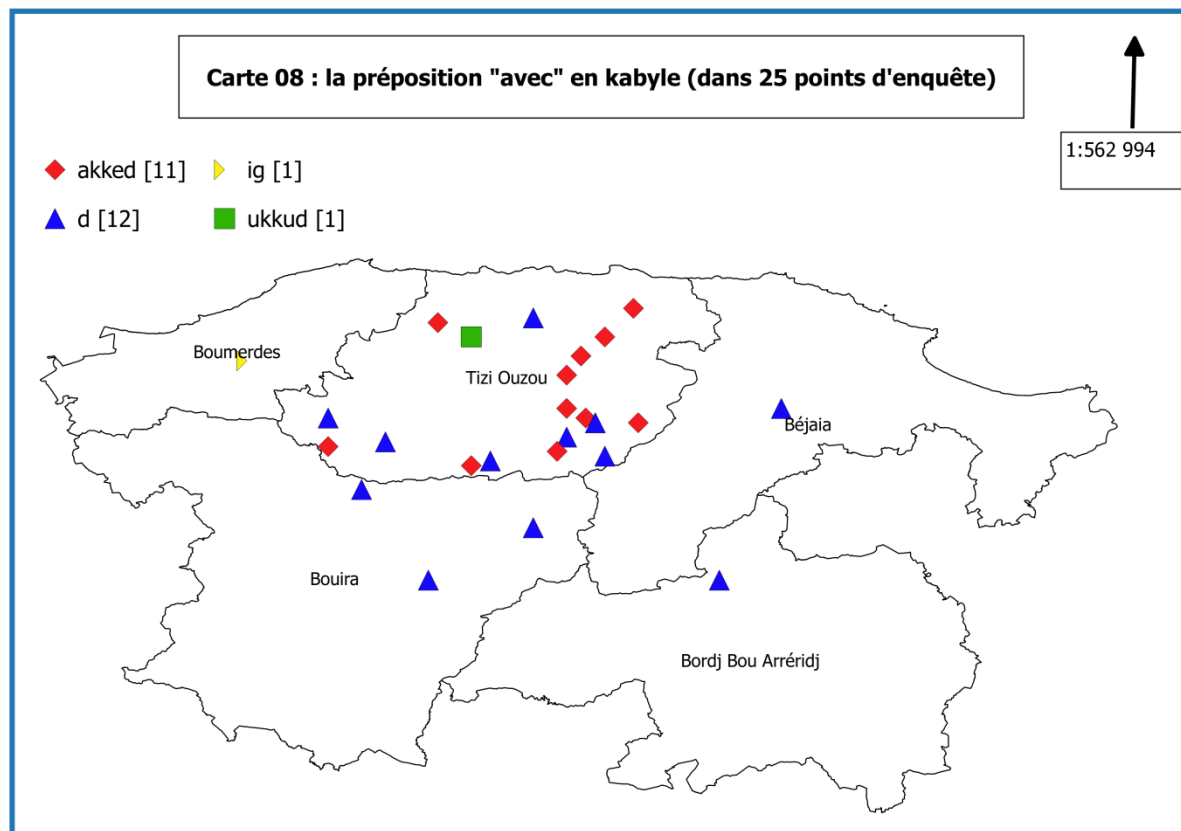 Carte 08 : la préposition "avec" en kabyle (dans 25 points d'enquête)
1:562 994
akked [11]
ig [1]
d [12]
ukkud [1]
Boumerdes
Tizi Ouzou
Béjaia
Bouira
Bordj Bou Arréridj